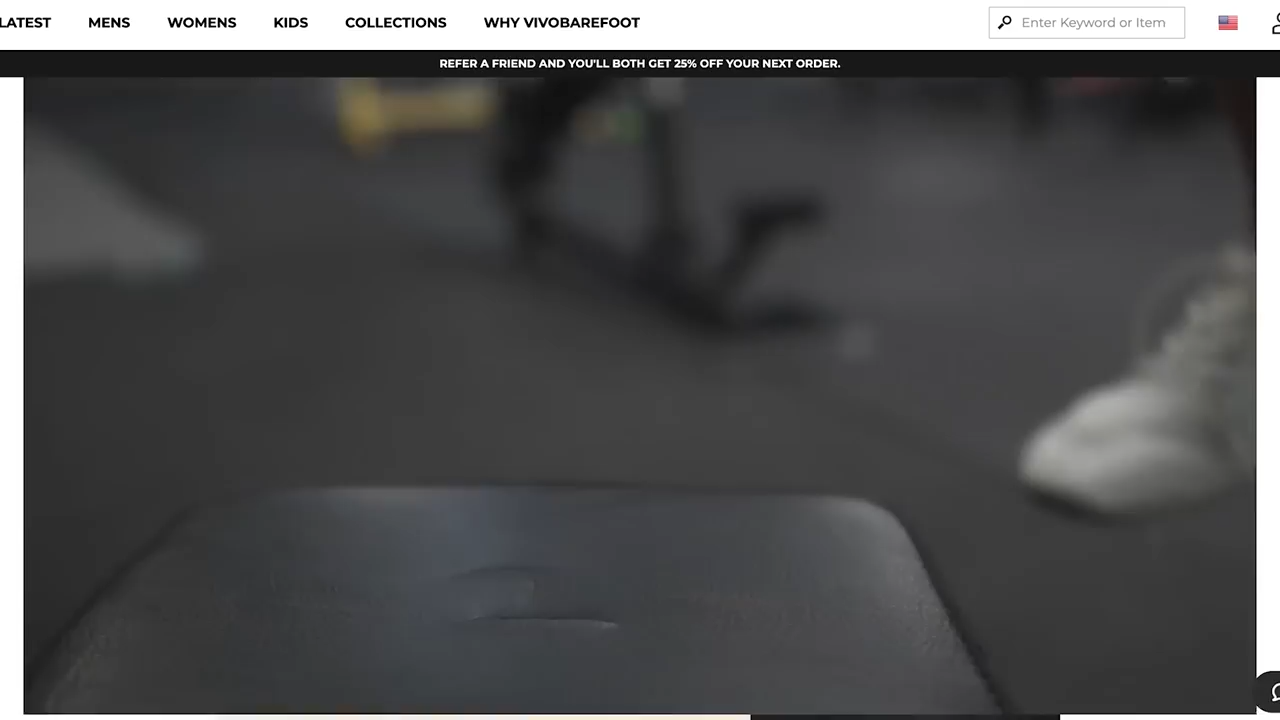 LATEST MENS WOMENS KIDS COLLECTIONS WHY VIVOBAREFOOT Enter Keyword or Item
REFER A FRIEND AND YOU'LL BOTH GET 25% OFF YOUR NEXT ORDER.